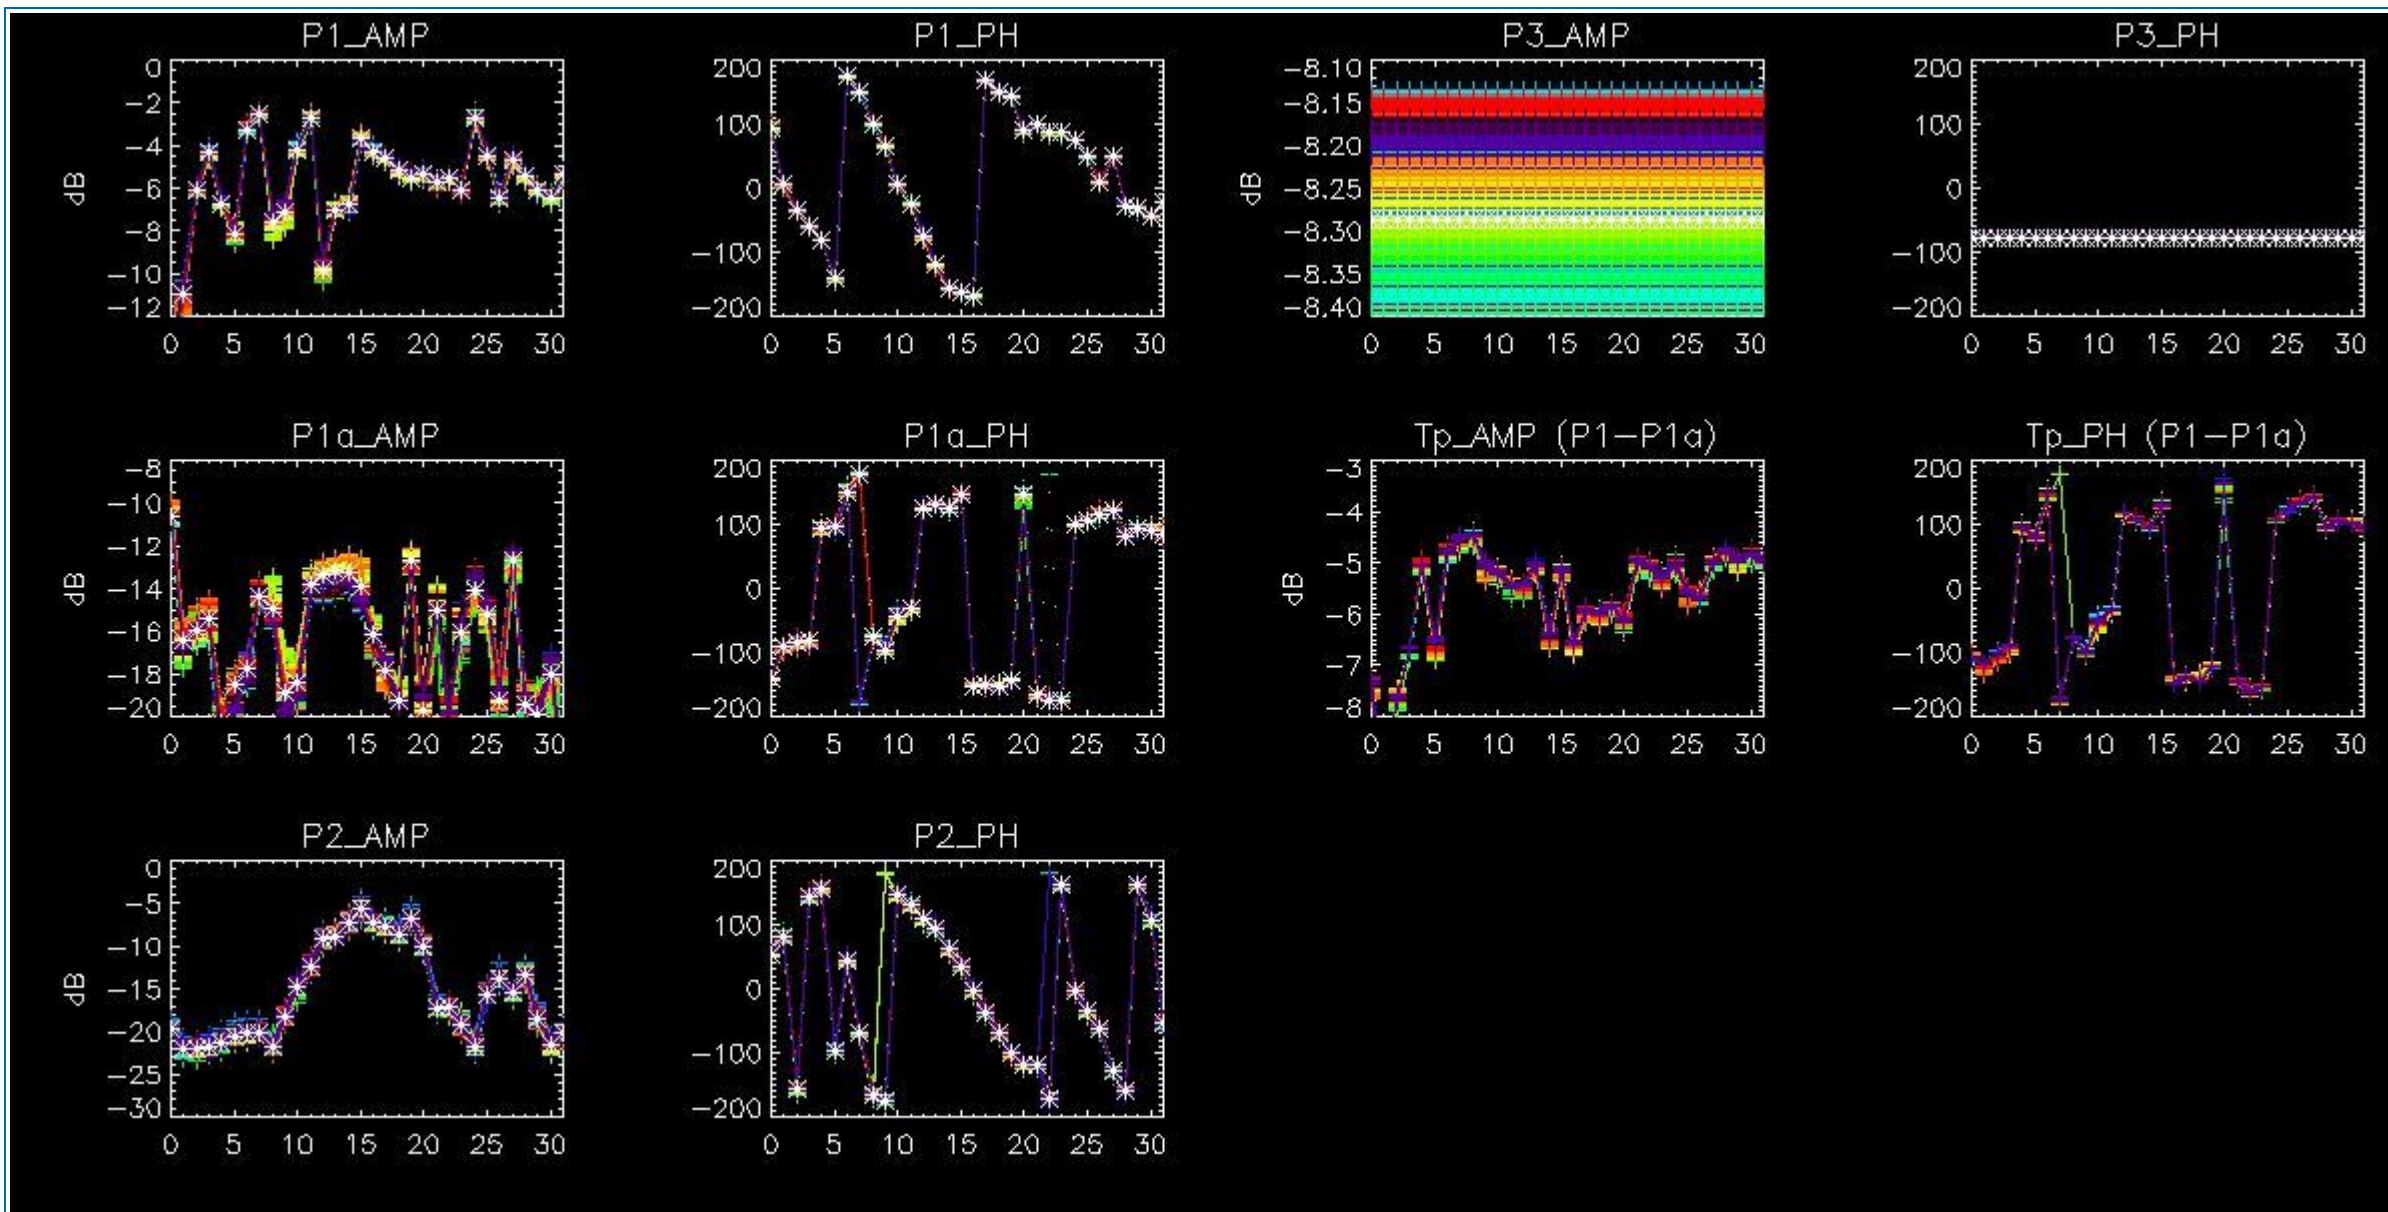 P1_AMP P1_PH P3_AMP P3_PH
0 200 -8.10 200
-2 -8.15
-4 100 -8.20 100
dB -6 0 dB -8.25 0
-8 -8.30
-10 -100 -8.35 -100
-12 -200 -8.40 -200
0 5 10 15 20 25 30 0 5 10 15 20 25 30 0 5 10 15 20 25 30 0 5 10 15 20 25 30
P1a_AMP P1a_PH Tp_AMP (P1-P1a) Tp_PH (P1-P1a)
-8 200 -3 200
-10 -4
-12 100 100
dB -14 0 dB -5 0
-16 -6
-18 -100 -7 -100
-20 -200 -8 -200
0 5 10 15 20 25 30 0 5 10 15 20 25 30 0 5 10 15 20 25 30 0 5 10 15 20 25 30
P2_AMP P2_PH
0 200
-5 100
-10
dB -15 0
-20
-25 -100
-30 -200
0 5 10 15 20 25 30 0 5 10 15 20 25 30